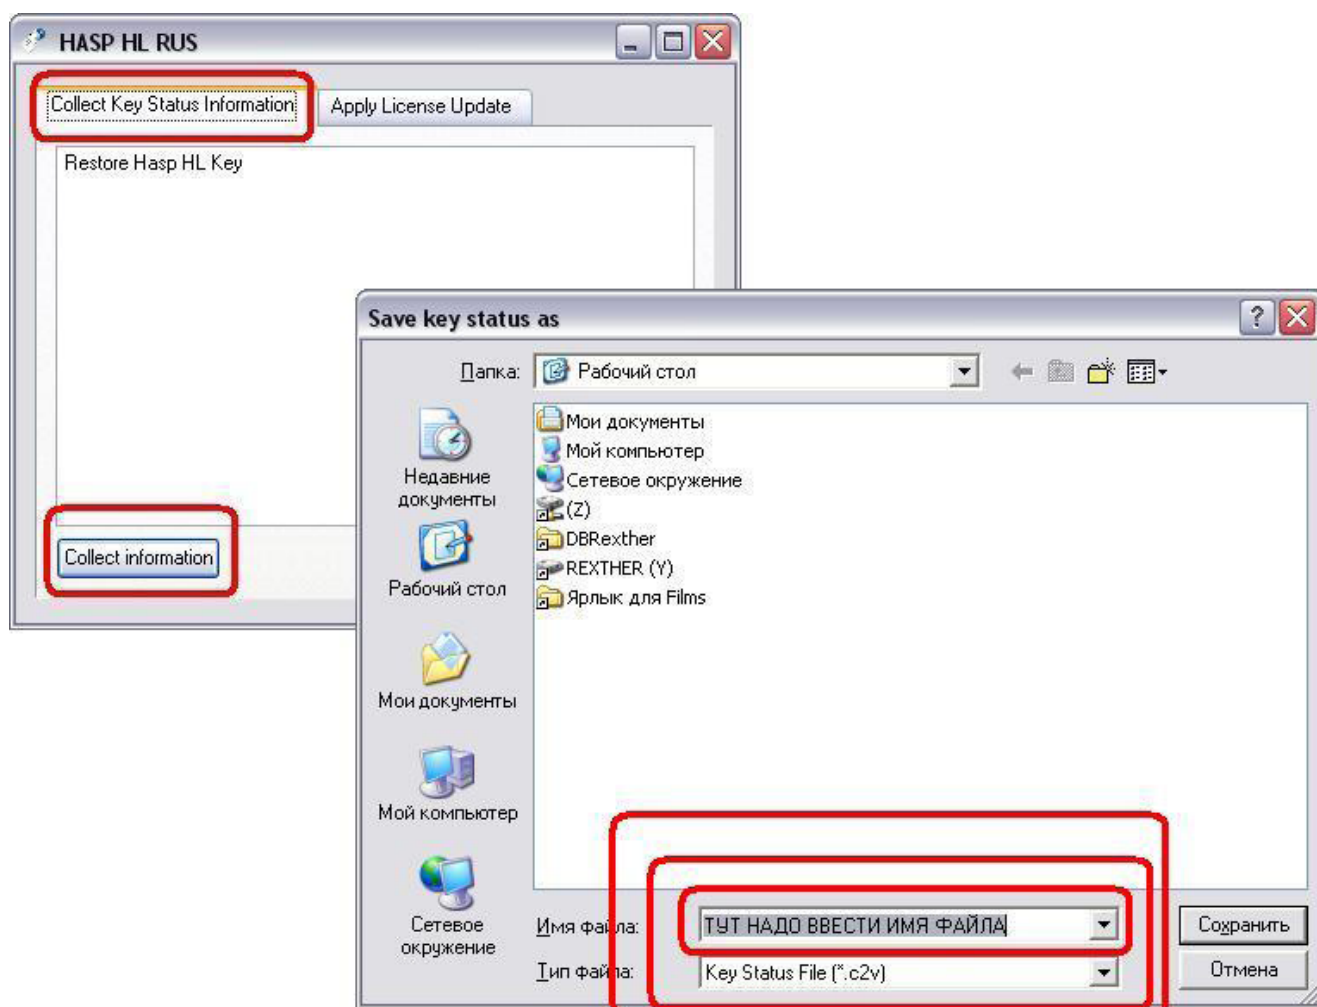 HASP HL RUS
Collect Key Status Information
Apply License Update
Restore Hasp HL Key
Collect information
Save key status as
Папка:
Рабочий стол
Недавние
документы
Рабочий стол
Мои документы
Мой компьютер
Сетевое
окружение
Мои документы
Мой компьютер
Сетевое окружение
(Z)
DBRexther
REXTHER (Y)
Ярлык для Films
Имя файла:
ТУТ НАДО ВВЕСТИ ИМЯ ФАЙЛА
Сохранить
Тип файла:
Key Status File (*.c2v)
Отмена